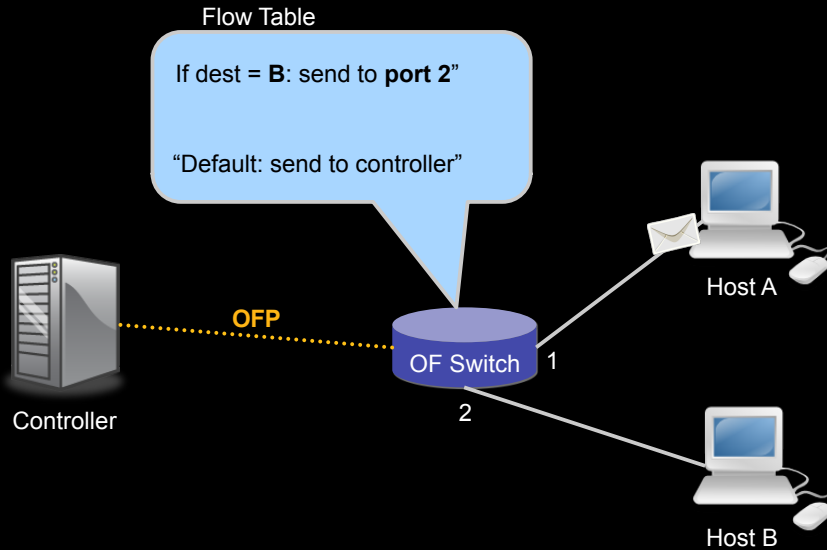 Flow Table
If dest = B: send to port 2”
“Default: send to controller”
Host A
OFP
OF Switch
1
2
Controller
Host B